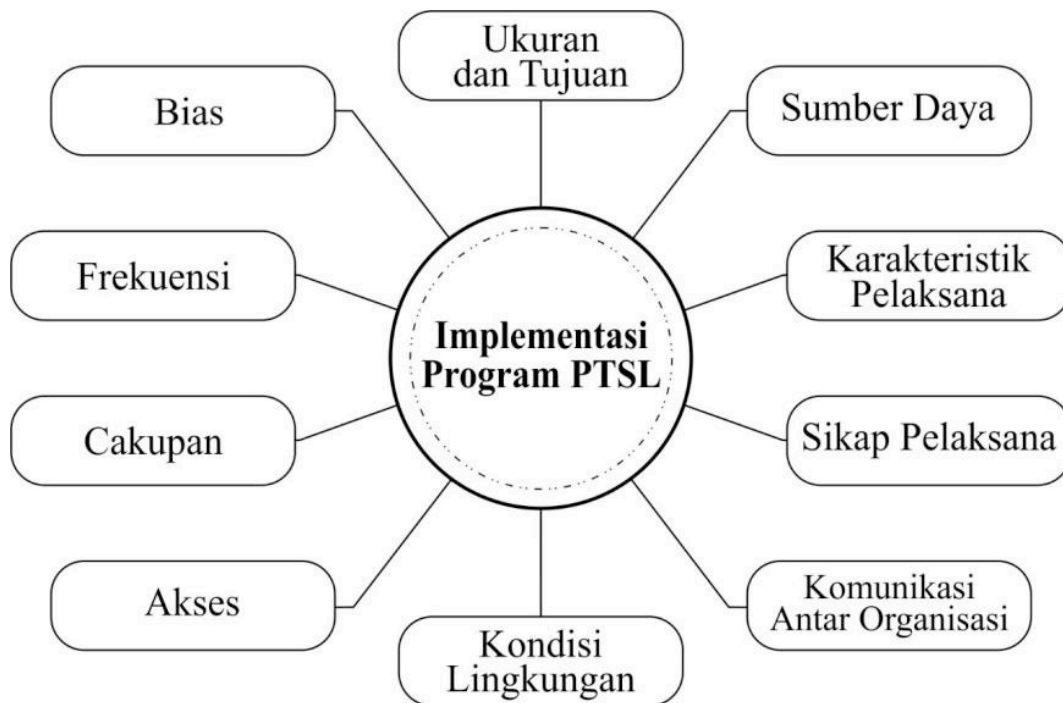 Ukuran
dan Tujuan
Bias
Sumber Daya
Frekuensi
Karakteristik
Pelaksana
Implementasi
Program PTSL
Cakupan
Sikap Pelaksana
Akses
Komunikasi
Antar Organisasi
Kondisi
Lingkungan